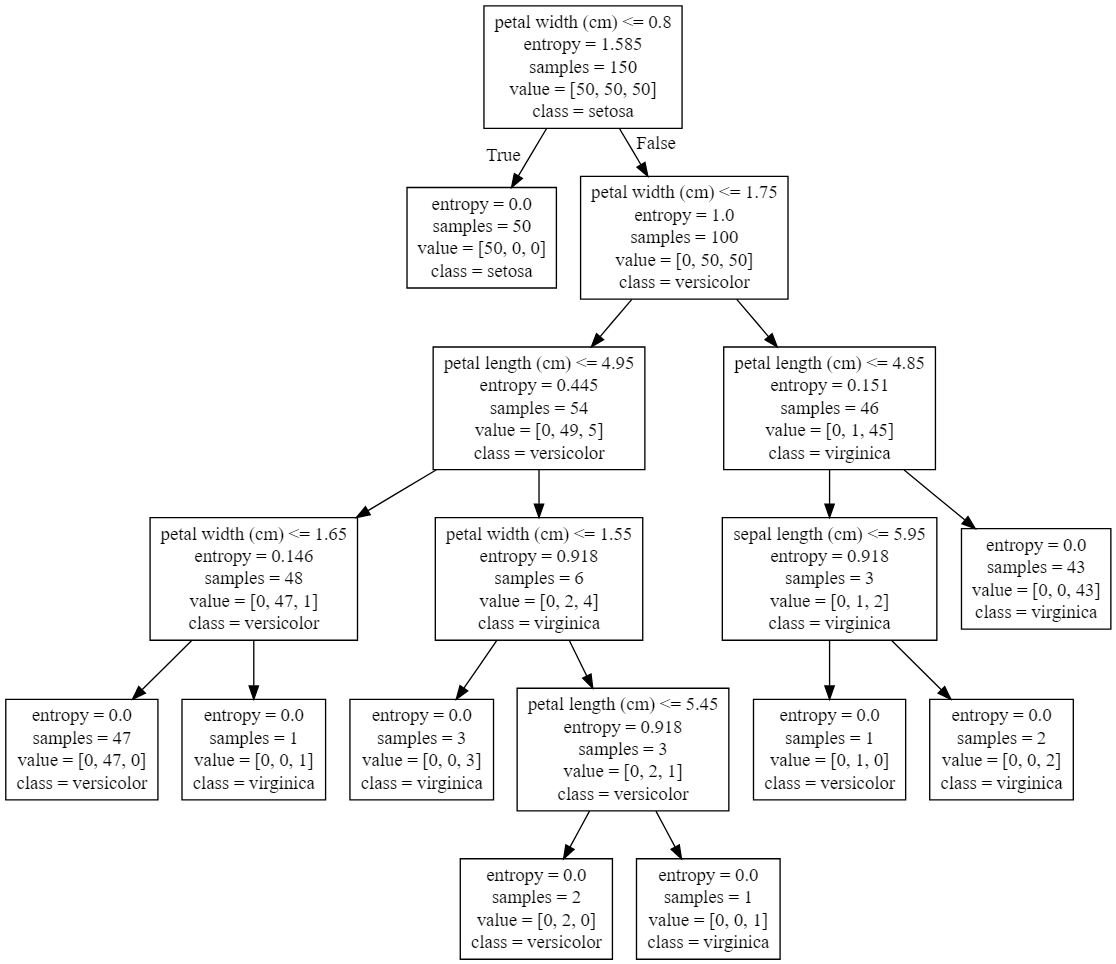 petal width (cm) <= 0.8
entropy = 1.585
samples = 150
value = [50, 50, 50]
class = setosa
True
False
entropy = 0.0
samples = 50
value = [50, 0, 0]
class = setosa
petal width (cm) <= 1.75
entropy = 1.0
samples = 100
value = [0, 50, 50]
class = versicolor
petal length (cm) <= 4.95
entropy = 0.445
samples = 54
value = [0, 49, 5]
class = versicolor
petal length (cm) <= 4.85
entropy = 0.151
samples = 46
value = [0, 1, 45]
class = virginica
petal width (cm) <= 1.65
entropy = 0.146
samples = 48
value = [0, 47, 1]
class = versicolor
petal width (cm) <= 1.55
entropy = 0.918
samples = 6
value = [0, 2, 4]
class = virginica
sepal length (cm) <= 5.95
entropy = 0.918
samples = 3
value = [0, 1, 2]
class = virginica
entropy = 0.0
samples = 43
value = [0, 0, 43]
class = virginica
entropy = 0.0
samples = 47
value = [0, 47, 0]
class = versicolor
entropy = 0.0
samples = 1
value = [0, 0, 1]
class = virginica
entropy = 0.0
samples = 3
value = [0, 0, 3]
class = virginica
petal length (cm) <= 5.45
entropy = 0.918
samples = 3
value = [0, 2, 1]
class = versicolor
entropy = 0.0
samples = 1
value = [0, 1, 0]
class = versicolor
entropy = 0.0
samples = 2
value = [0, 0, 2]
class = virginica
entropy = 0.0
samples = 2
value = [0, 2, 0]
class = versicolor
entropy = 0.0
samples = 1
value = [0, 0, 1]
class = virginica